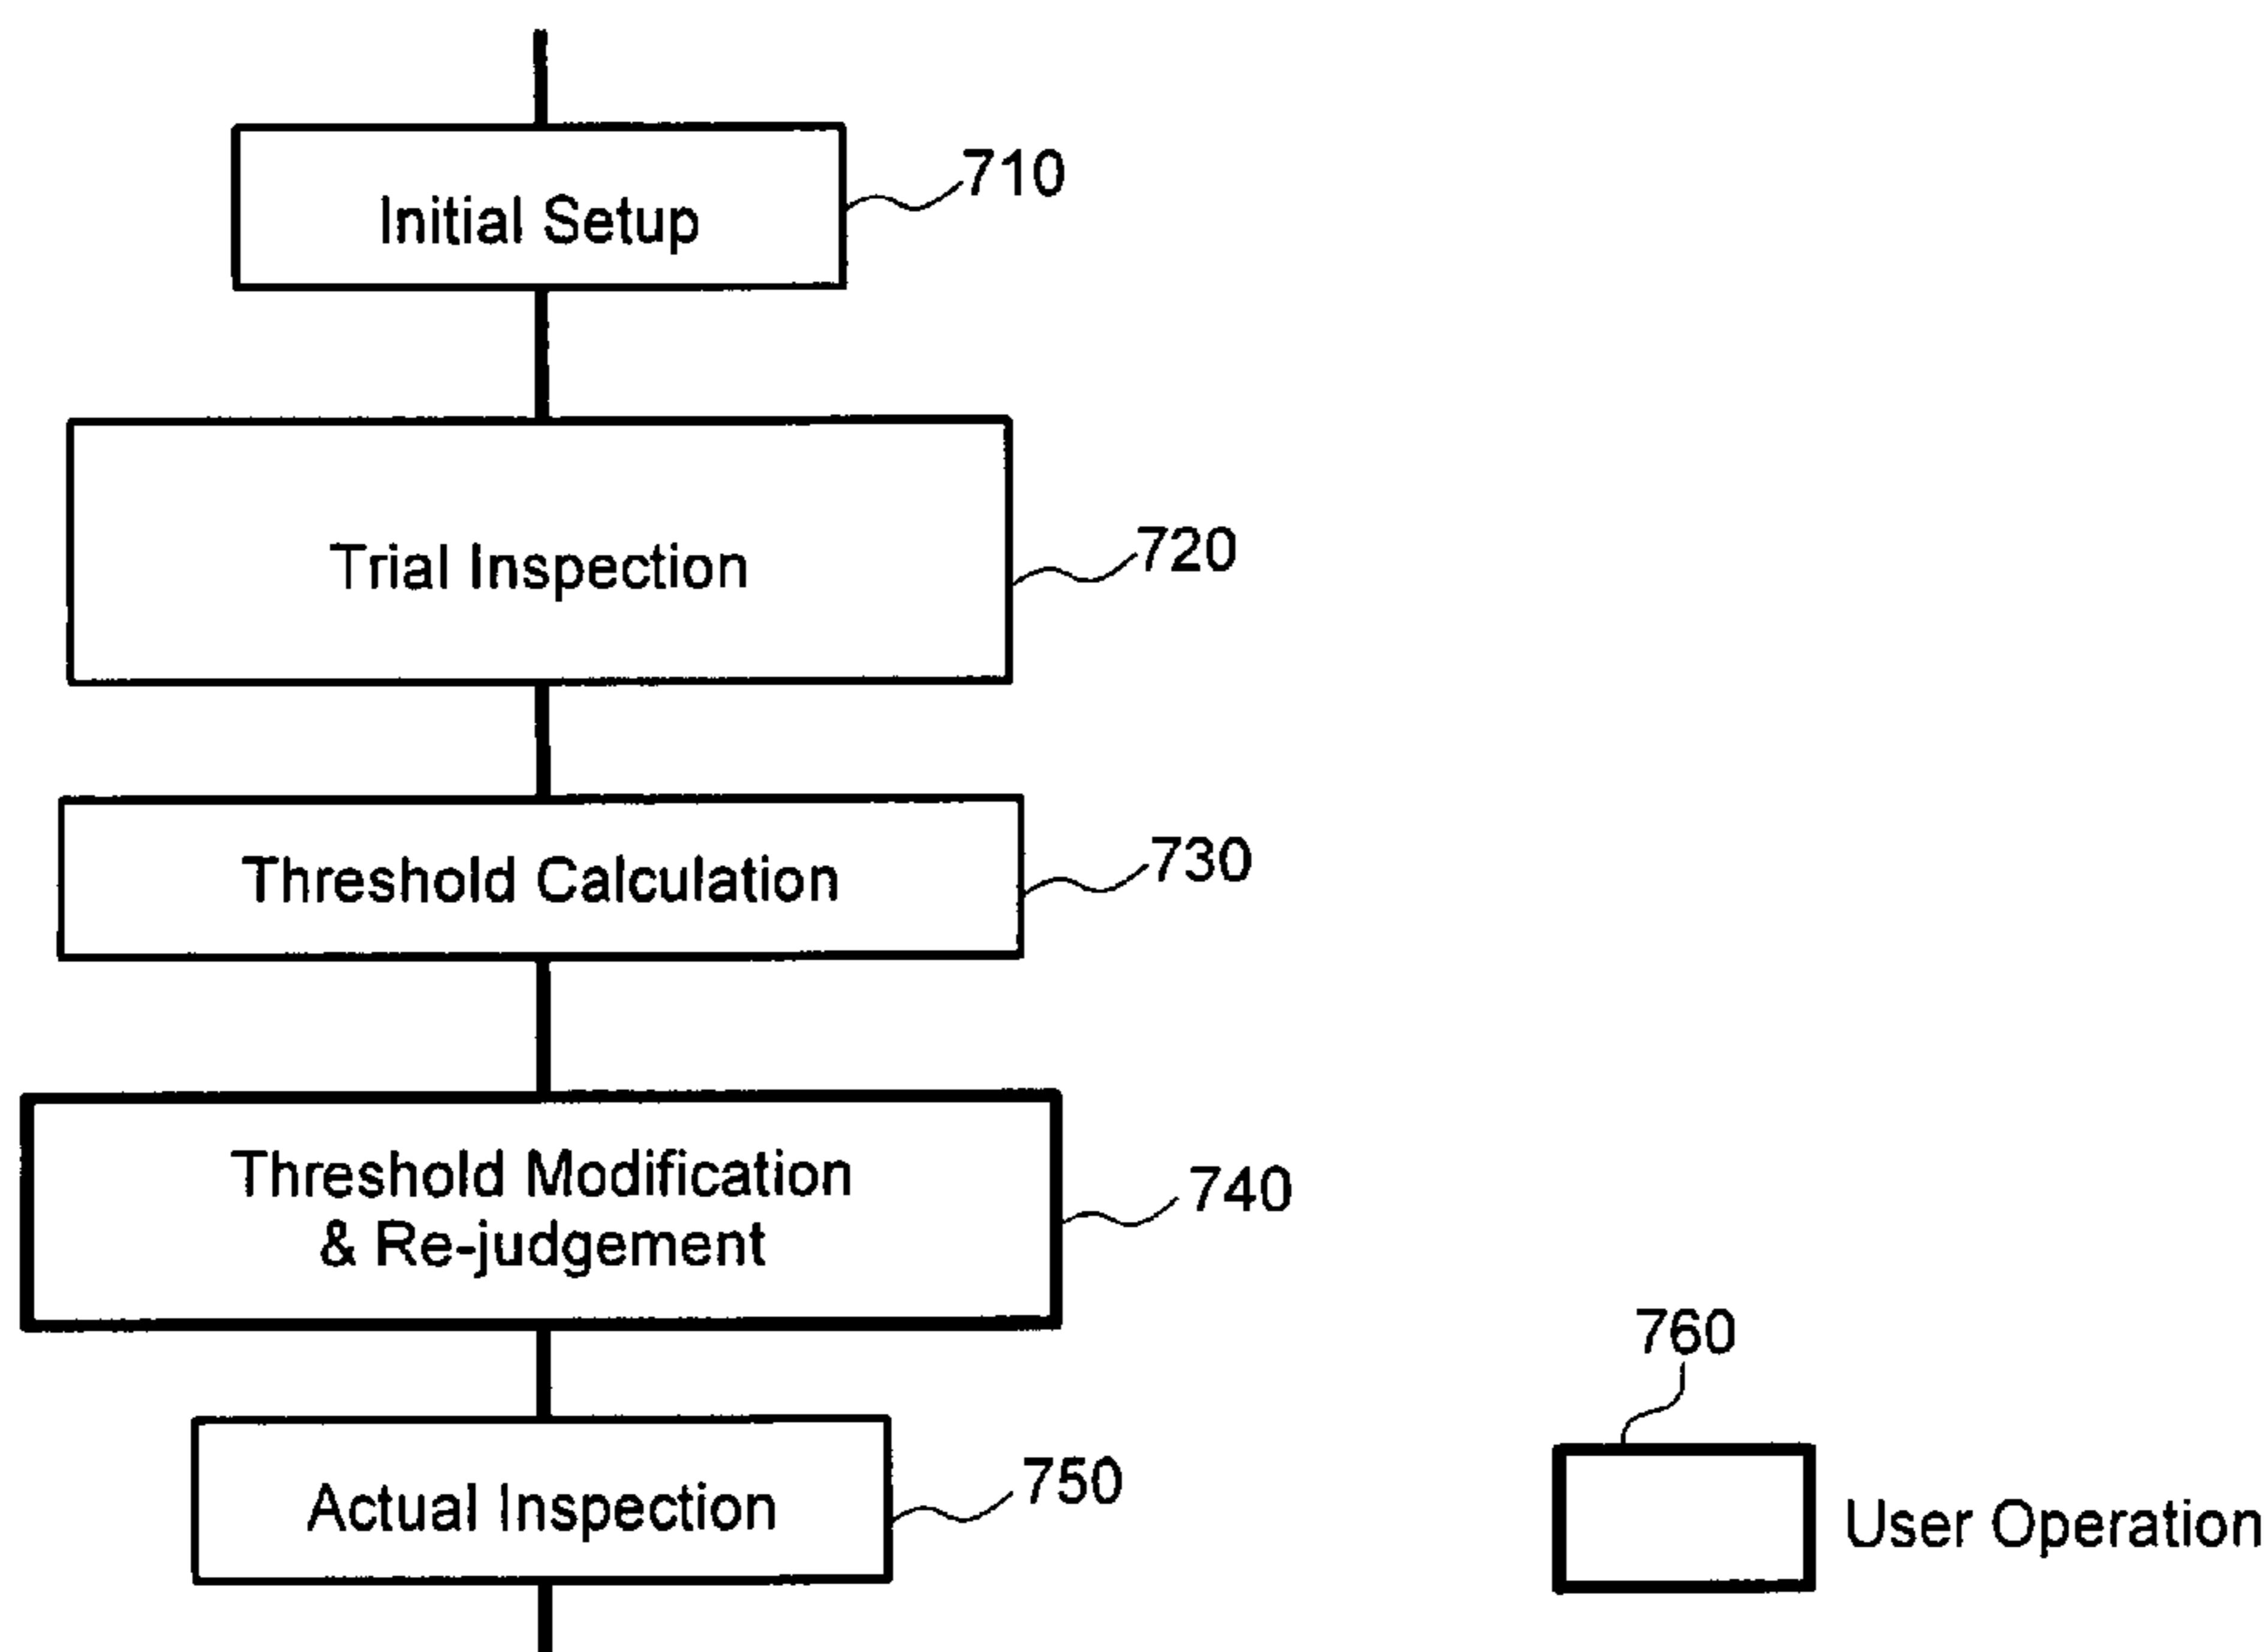 Initial Setup
710
Trial Inspection
720
Threshold Calculation
730
Threshold Modification
& Re-judgement
740
Actual Inspection
750
760
User Operation